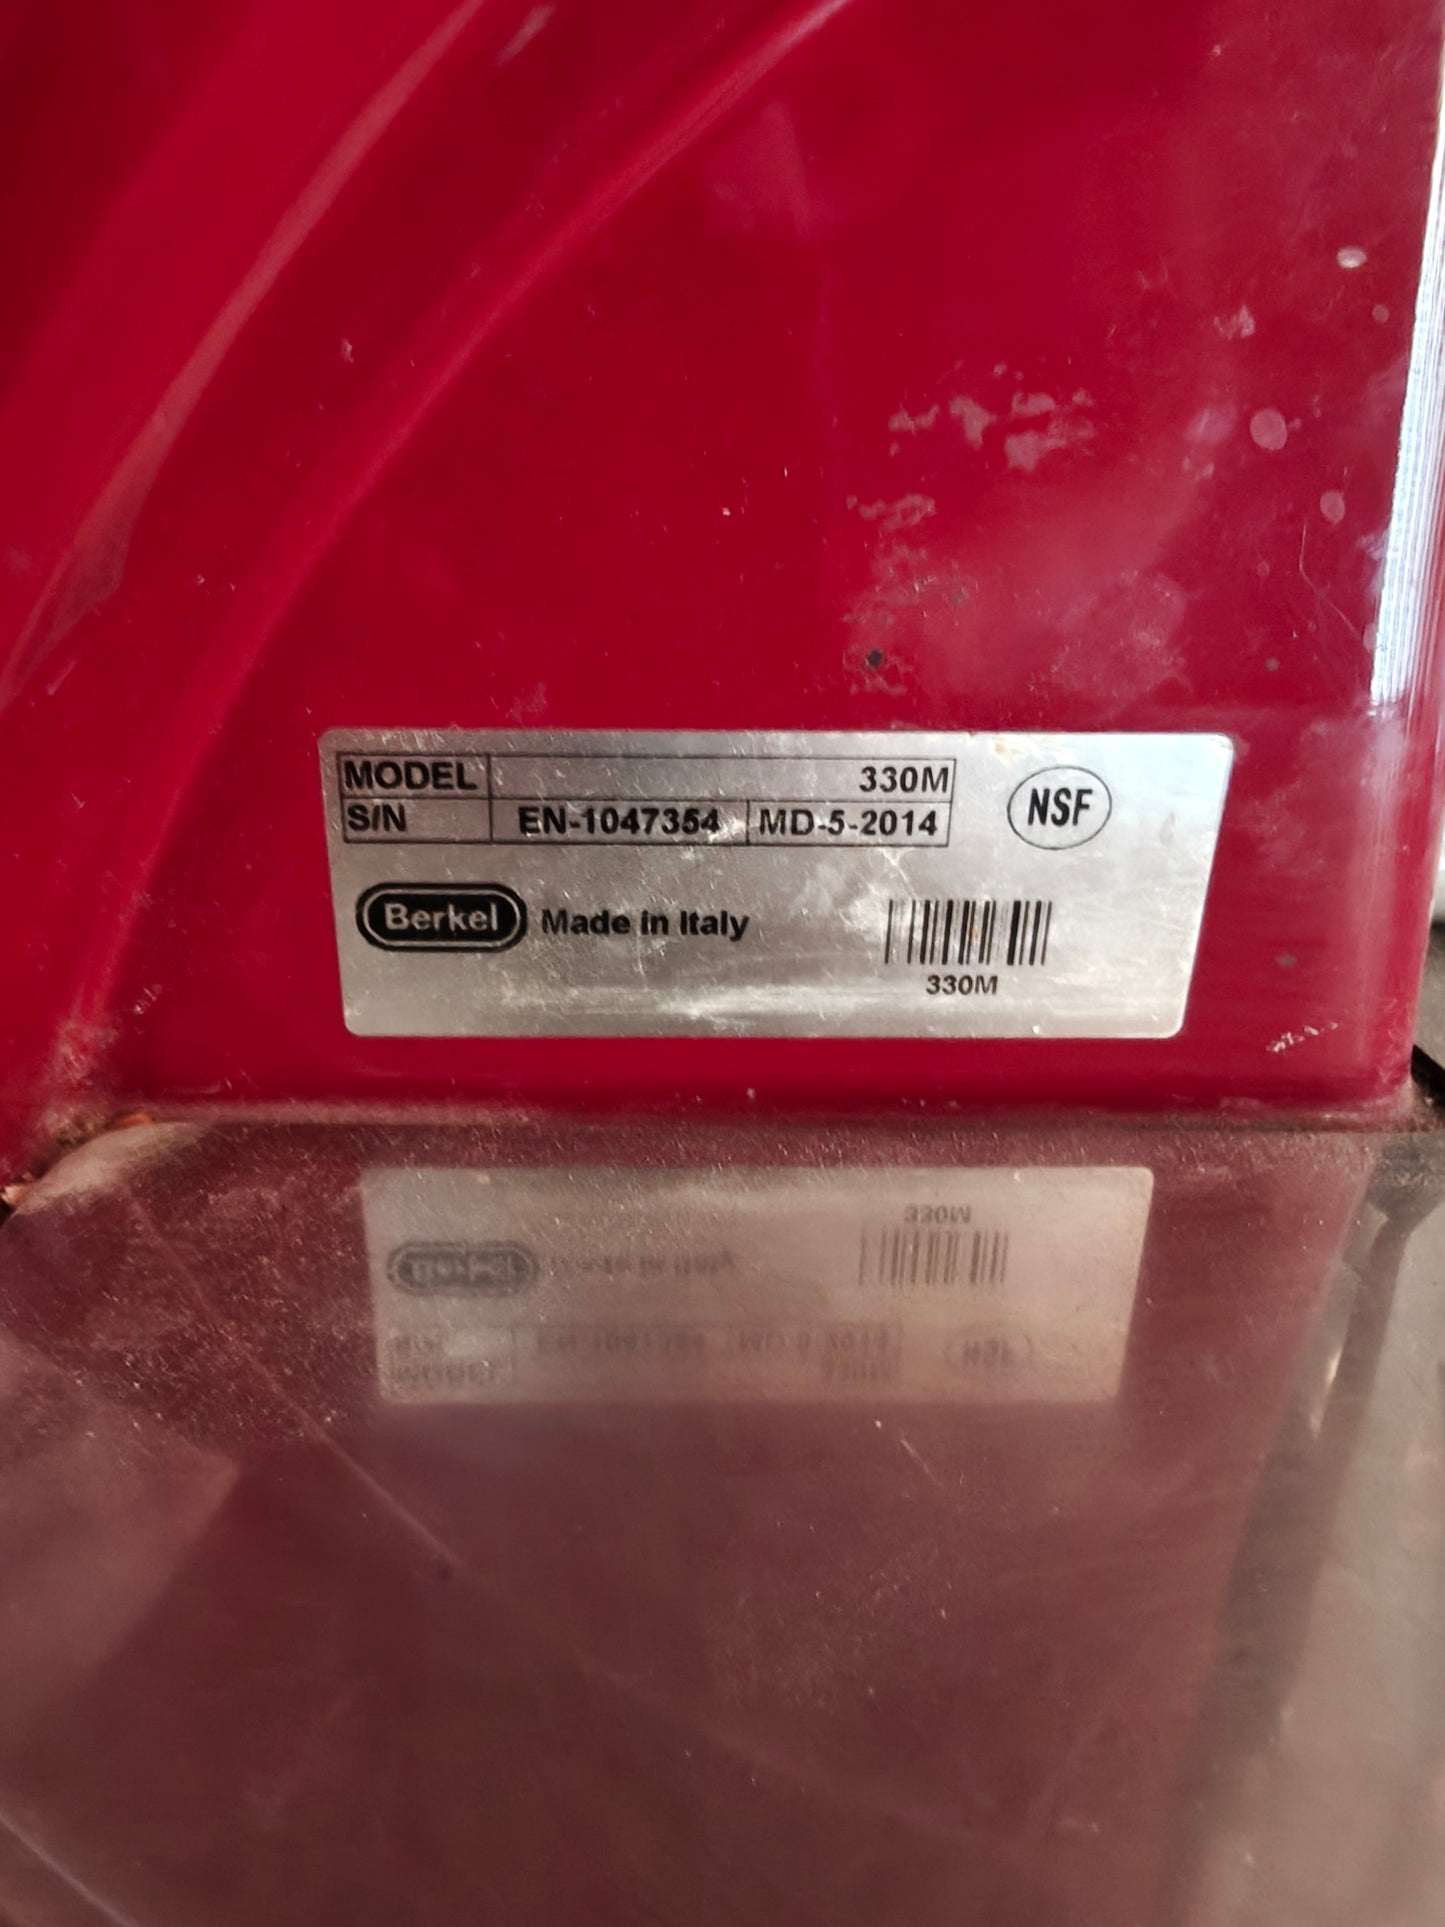 MODEL 330M
S/N EN-1047354 MD-5-2014
NSF
Berkel Made in Italy
330M